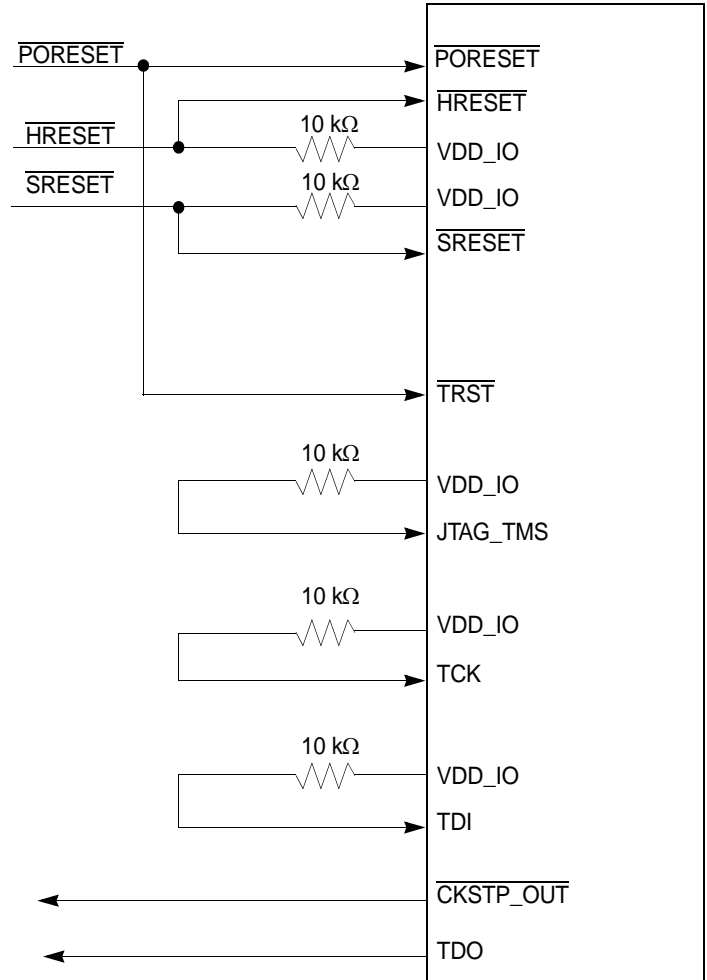 PORESET
PORESET
HRESET
HRESET
10 kΩ
VDD_IO
SRESET
10 kΩ
VDD_IO
SRESET
TRST
10 kΩ
VDD_IO
JTAG_TMS
10 kΩ
VDD_IO
TCK
10 kΩ
VDD_IO
TDI
CKSTP_OUT
TDO